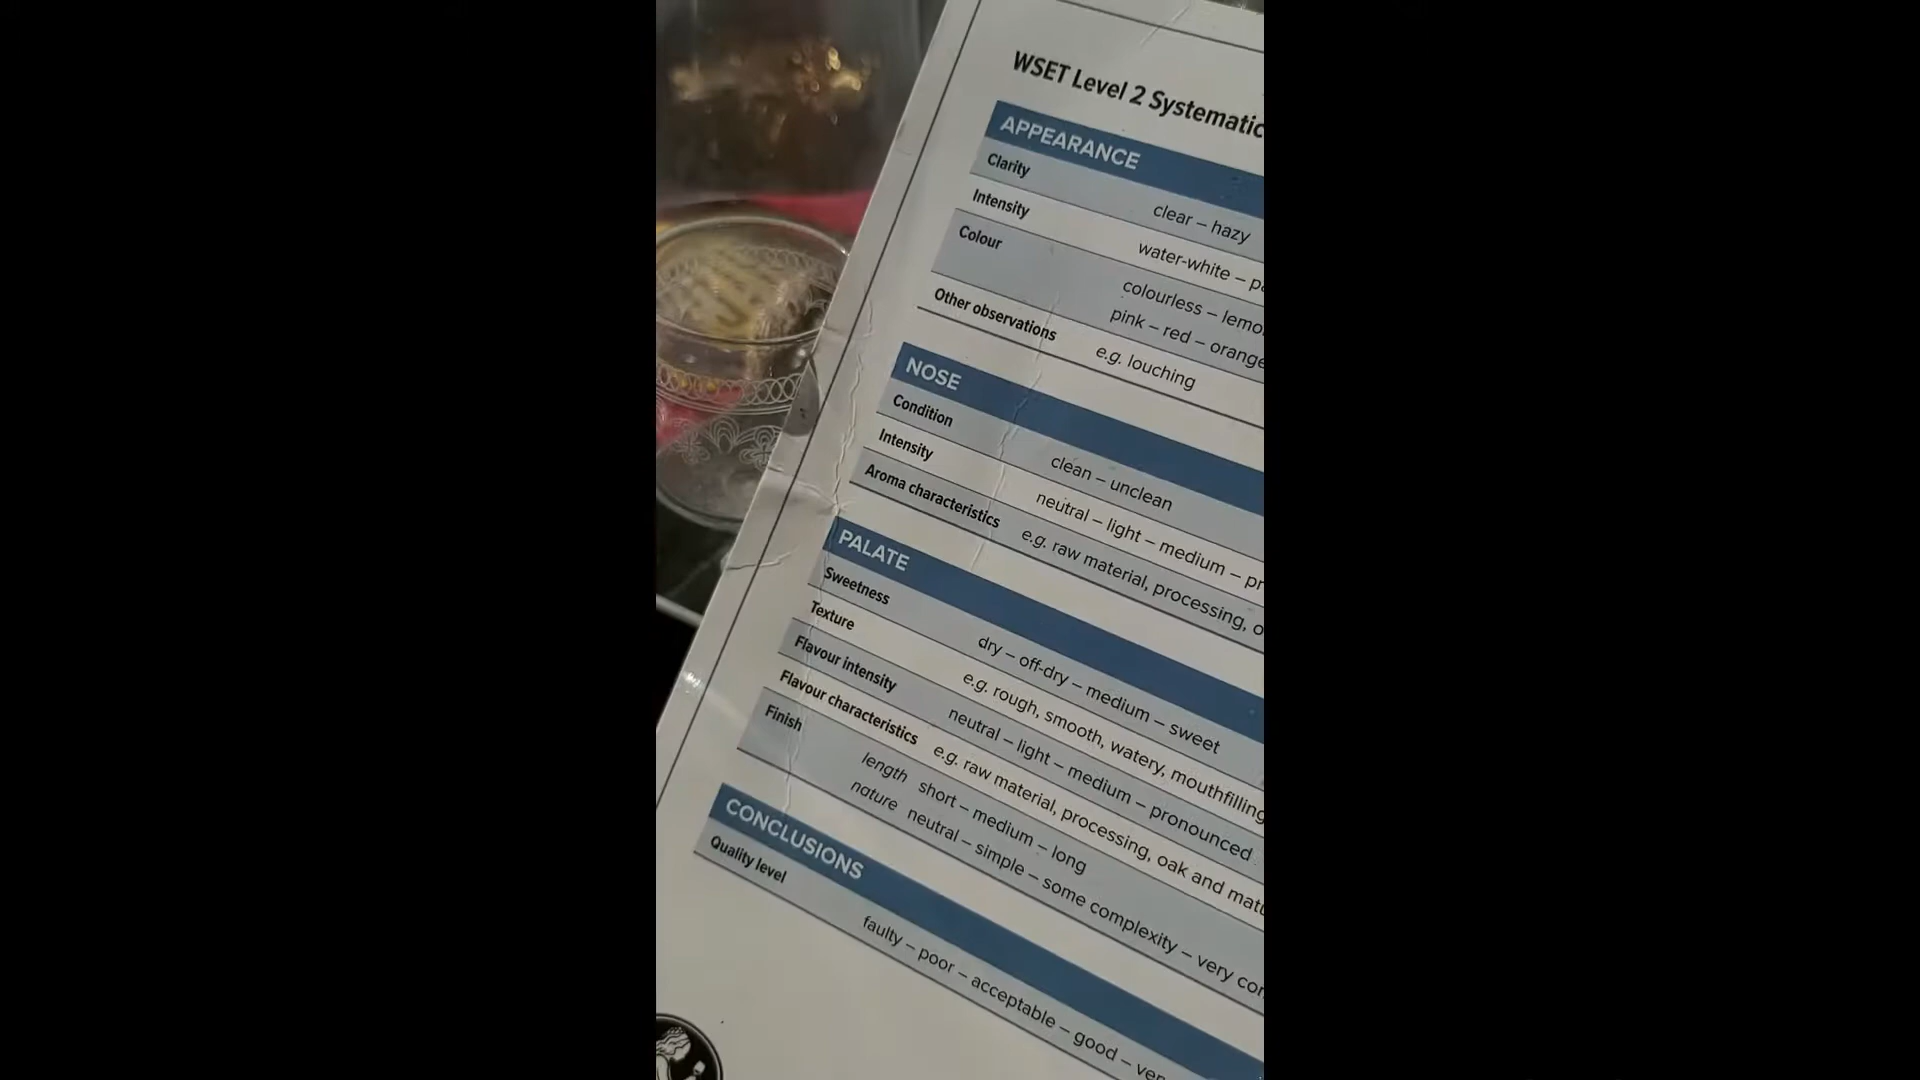 WSET Level 2 Systematic
APPEARANCE
Clarity clear – hazy
Intensity water-white –
Colour colourless –
pink – red – orange
Other observations e.g. louching
NOSE
Condition clean – unclean
Intensity neutral – light – medium –
Aroma characteristics e.g. raw material, processing,
PALATE
Sweetness dry – off-dry – medium – sweet
Texture e.g. rough, smooth, watery, mouthfilling
Flavour intensity neutral – light – medium – pronounced
Flavour characteristics e.g. raw material, processing, oak and
Finish length short – medium – long
nature neutral – simple – some complexity – very
CONCLUSIONS
Quality level faulty – poor – acceptable – good –